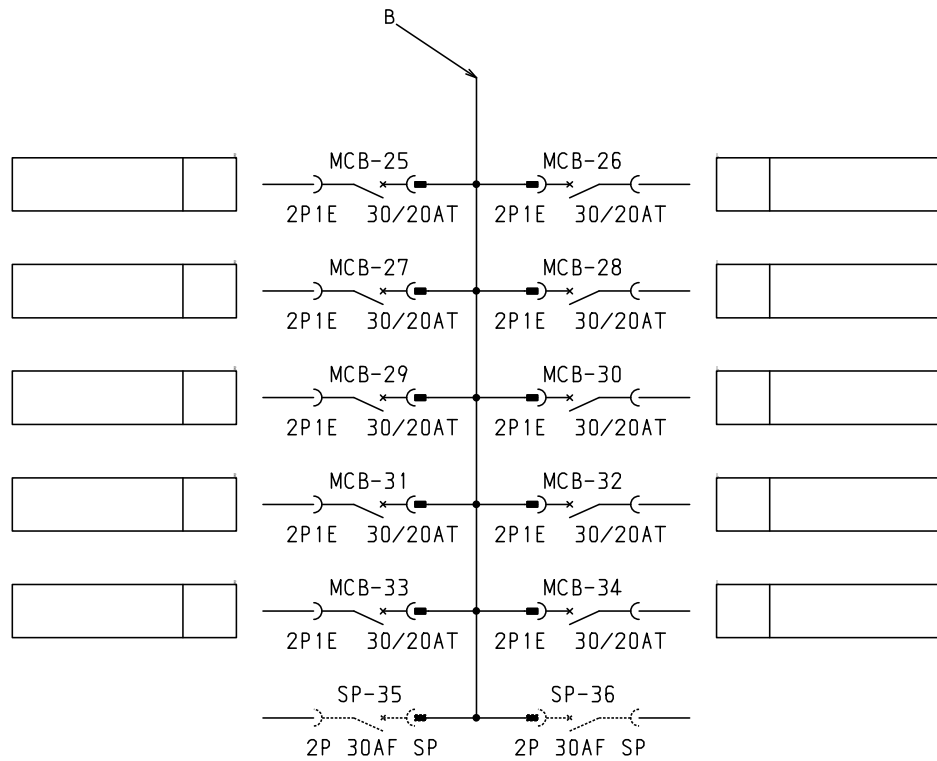 B
MCB-25 MCB-26
2P1E 30/20AT 2P1E 30/20AT
MCB-27 MCB-28
2P1E 30/20AT 2P1E 30/20AT
MCB-29 MCB-30
2P1E 30/20AT 2P1E 30/20AT
MCB-31 MCB-32
2P1E 30/20AT 2P1E 30/20AT
MCB-33 MCB-34
2P1E 30/20AT 2P1E 30/20AT
SP-35 SP-36
2P 30AF SP 2P 30AF SP